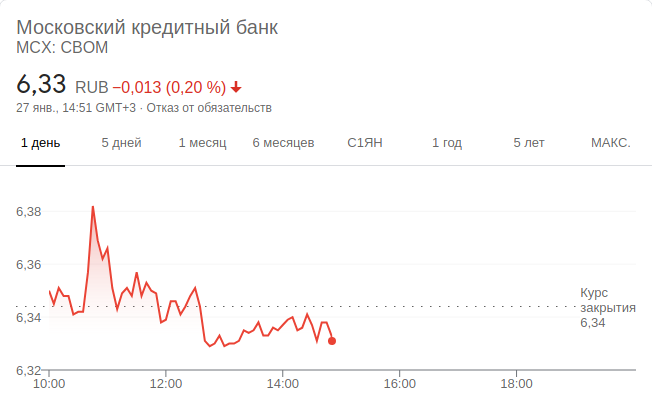 Московский кредитный банк
MCX: CBOM
6,33 RUB −0,013 (0,20 %)
27 янв., 14:51 GMT+3 · Отказ от обязательств
1 день 5 дней 1 месяц 6 месяцев С1ЯН 1 год 5 лет МАКС.
6,38
6,36
6,34
6,32
Курс
закрытия
6,34
10:00 12:00 14:00 16:00 18:00